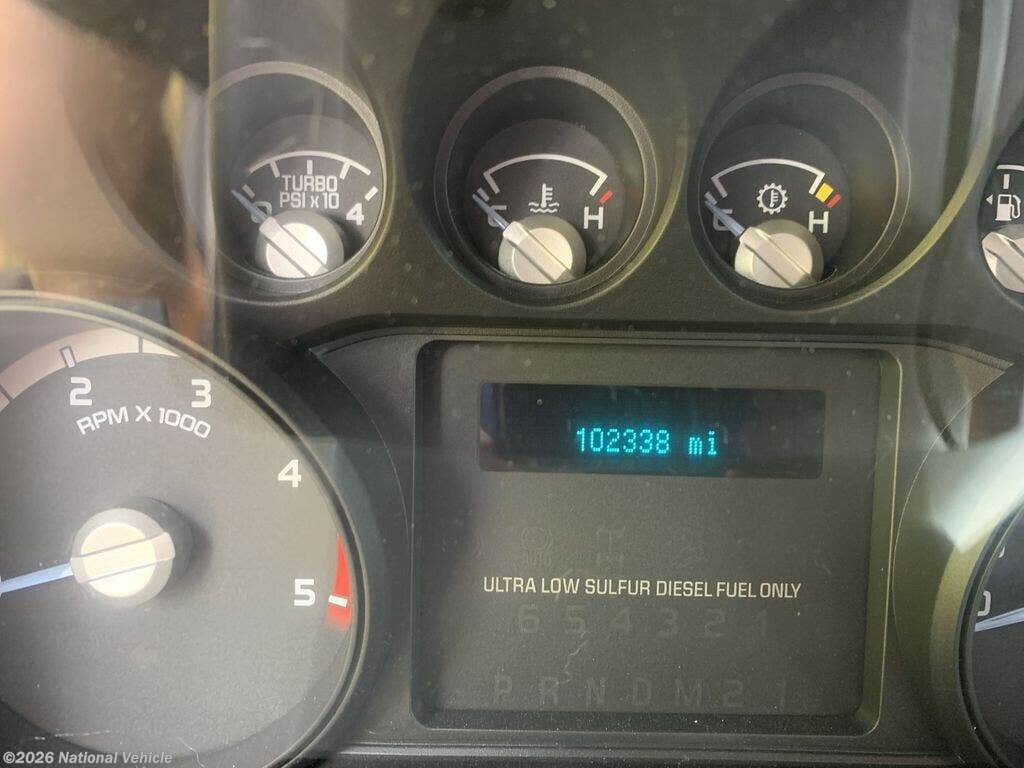 TURBO
PSI x 10
0 4
C H
C H
2 3
RPM X 1000
4
5
102338 mi
ULTRA LOW SULFUR DIESEL FUEL ONLY
6 5 4 3 2 1
P R N D M 2 1
0
©2026 National Vehicle